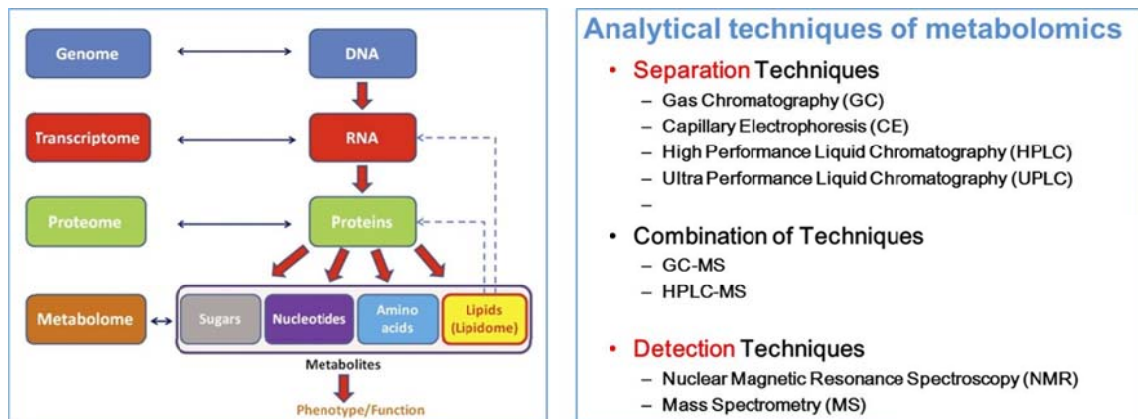 Genome
DNA
Transcriptome
RNA
Proteome
Proteins
Metabolome
Sugars
Nucleotides
Amino
acids
Lipids
(Lipidome)
Metabolites
Phenotype/Function
Analytical techniques of metabolomics
• Separation Techniques
– Gas Chromatography (GC)
– Capillary Electrophoresis (CE)
– High Performance Liquid Chromatography (HPLC)
– Ultra Performance Liquid Chromatography (UPLC)
–
• Combination of Techniques
– GC-MS
– HPLC-MS
• Detection Techniques
– Nuclear Magnetic Resonance Spectroscopy (NMR)
– Mass Spectrometry (MS)